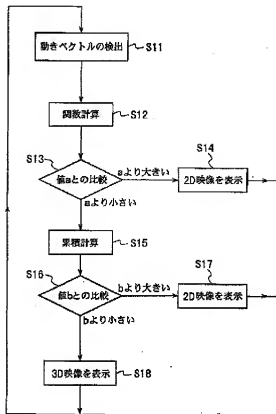 動きベクトルの検出
S11
関数計算
S12
S13
値aとの比較
aより大きい
S14
2D映像を表示
aより小さい
累積計算
S15
S16
値bとの比較
bより大きい
S17
2D映像を表示
bより小さい
3D映像を表示
S18